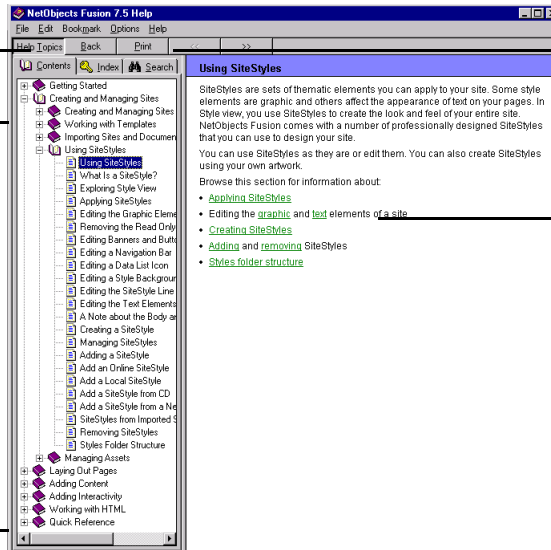 NetObjects Fusion 7.5 Help
File Edit Bookmark Options Help
Help Topics Back Print << >>
Contents Index Search
Getting Started
Creating and Managing Sites
Creating and Managing Sites
Working with Templates
Importing Sites and Documen
Using SiteStyles
Using SiteStyles
What Is a SiteStyle?
Exploring Style View
Applying SiteStyles
Editing the Graphic Eleme
Removing the Read Only
Editing Banners and Butto
Editing a Navigation Bar
Editing a Data List Icon
Editing a Style Backgroun
Editing the SiteStyle Line
Editing the Text Elements
A Note about the Body an
Creating a SiteStyle
Managing SiteStyles
Adding a SiteStyle
Add an Online SiteStyle
Add a Local SiteStyle
Add a SiteStyle from CD
Add a SiteStyle from a Ne
SiteStyles from Imported S
Removing SiteStyles
Styles Folder Structure
Managing Assets
Laying Out Pages
Adding Content
Adding Interactivity
Working with HTML
Quick Reference
Using SiteStyles
SiteStyles are sets of thematic elements you can apply to your site. Some style
elements are graphic and others affect the appearance of text on your pages. In
Style view, you use SiteStyles to create the look and feel of your entire site.
NetObjects Fusion comes with a number of professionally designed SiteStyles
that you can use to design your site.
You can use SiteStyles as they are or edit them. You can also create SiteStyles
using your own artwork.
Browse this section for information about:
• Applying SiteStyles
• Editing the graphic and text elements of a site
• Creating SiteStyles
• Adding and removing SiteStyles
• Styles folder structure